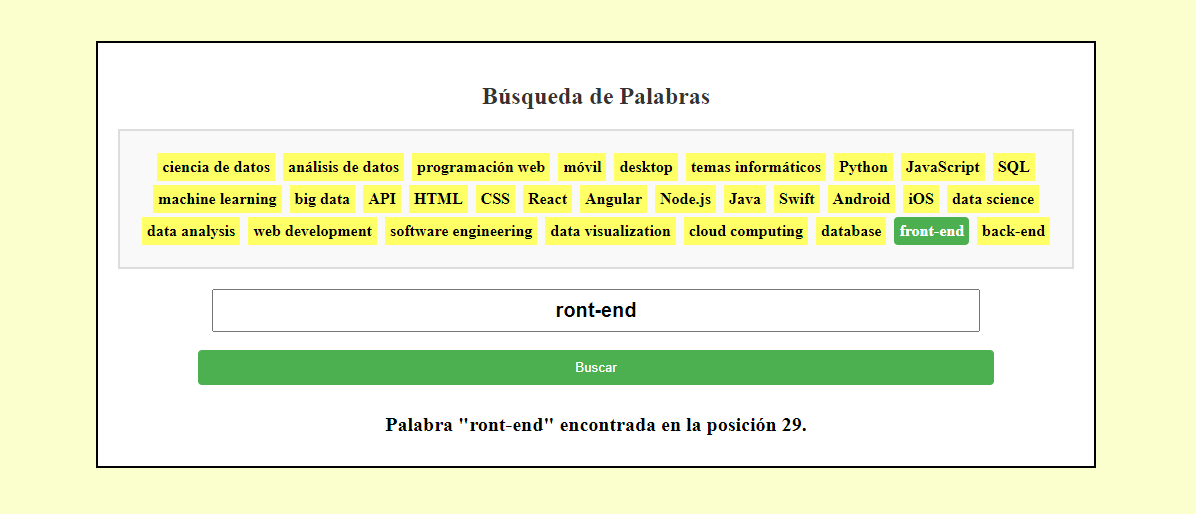 Búsqueda de Palabras
ciencia de datos análisis de datos programación web móvil desktop temas informáticos Python JavaScript SQL
machine learning big data API HTML CSS React Angular Node.js Java Swift Android iOS data science
data analysis web development software engineering data visualization cloud computing database front-end back-end
ront-end
Buscar
Palabra "ront-end" encontrada en la posición 29.